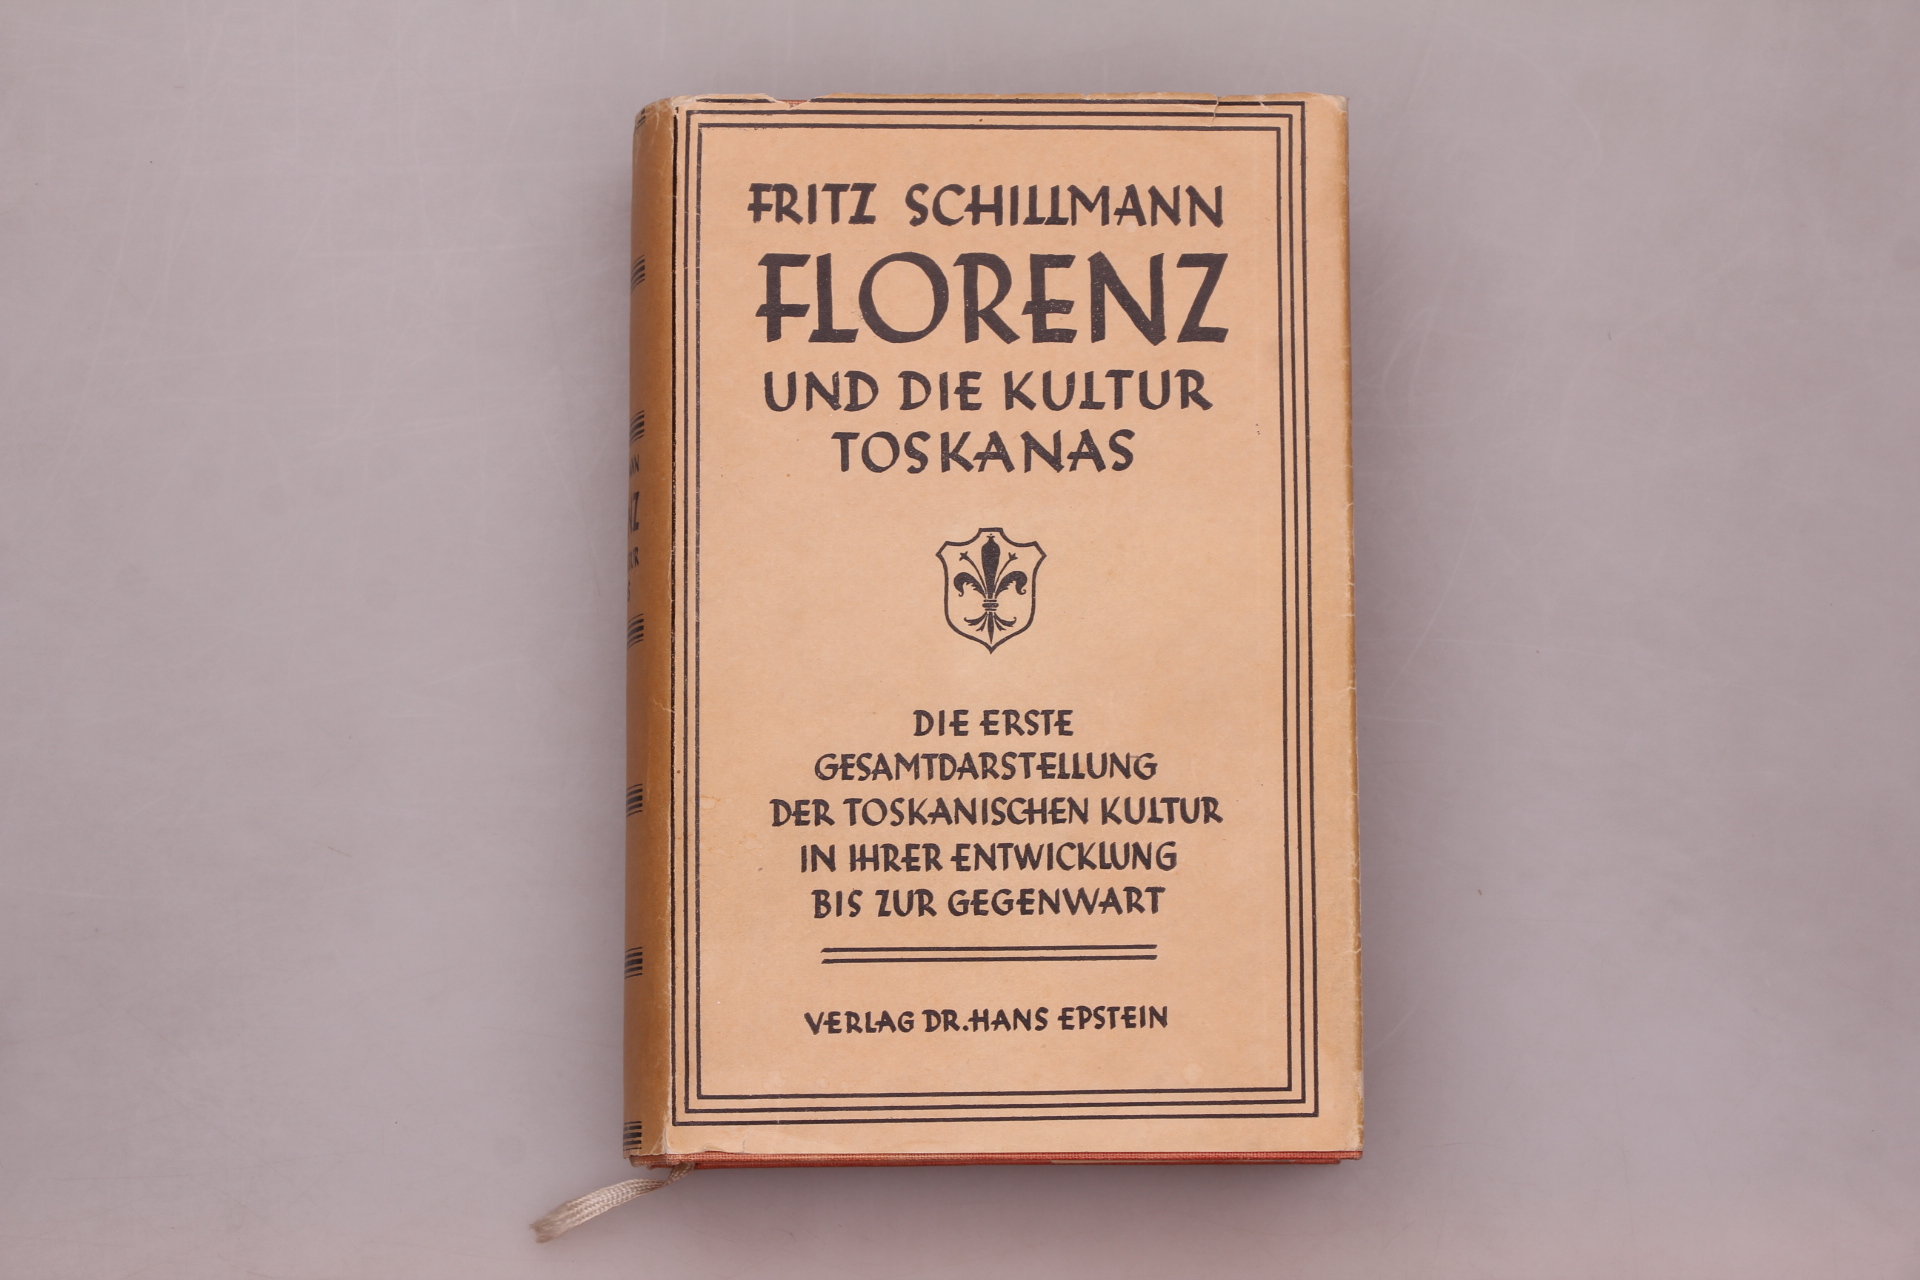 FRITZ SCHILLMANN
FLORENZ
UND DIE KULTUR
TOSKANAS
DIE ERSTE
GESAMTDARSTELLUNG
DER TOSKANISCHEN KULTUR
IN IHRER ENTWICKLUNG
BIS ZUR GEGENWART
VERLAG DR. HANS EPSTEIN